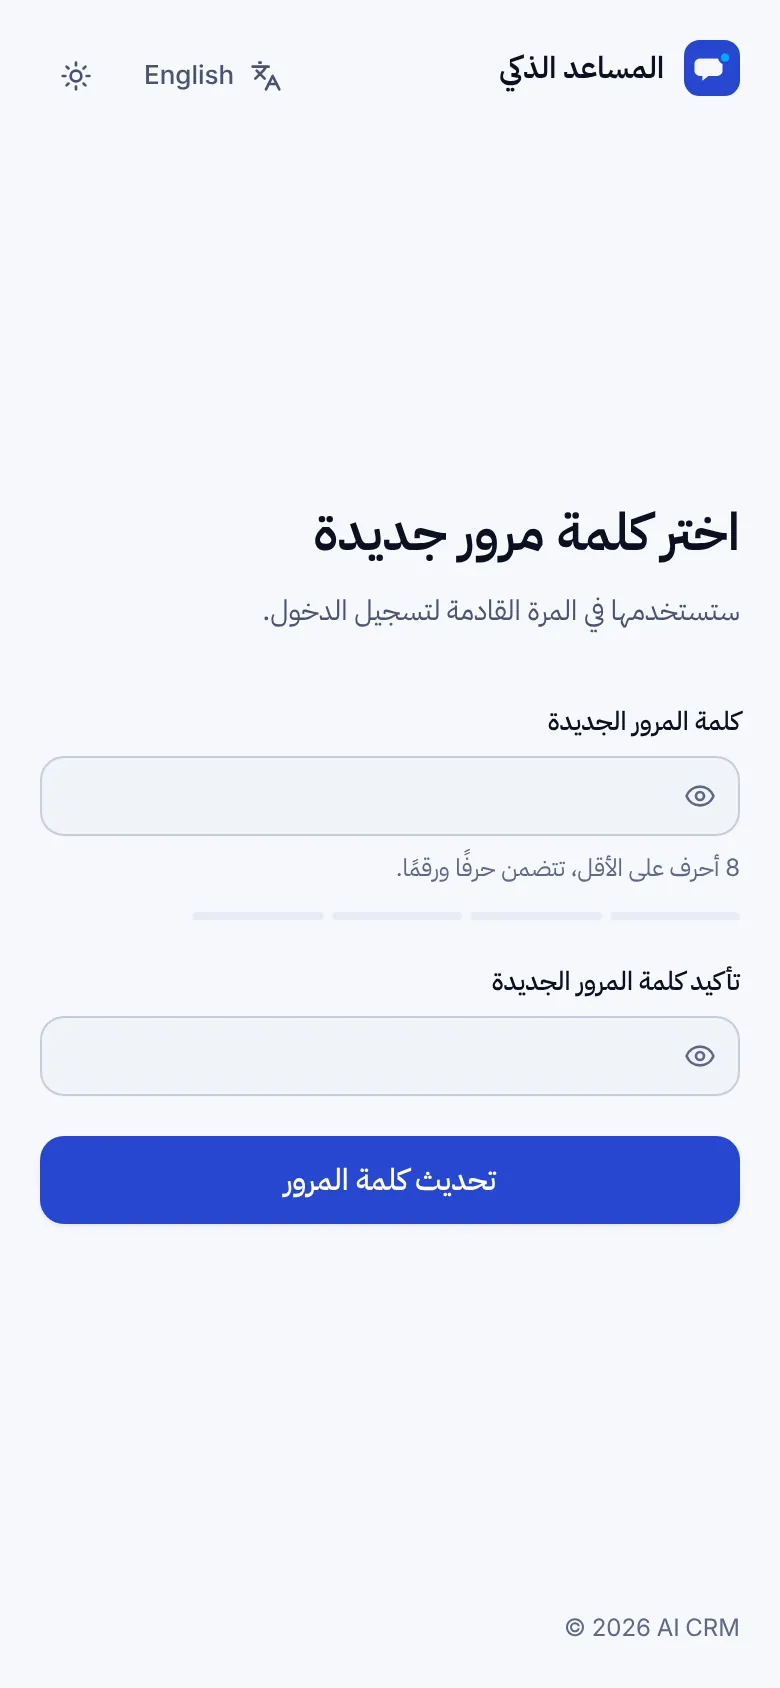 المساعد الذكي
English
اختر كلمة مرور جديدة
ستستخدمها في المرة القادمة لتسجيل الدخول.
كلمة المرور الجديدة
8 أحرف على الأقل، تتضمن حرفًا ورقمًا.
تأكيد كلمة المرور الجديدة
تحديث كلمة المرور
© 2026 AI CRM